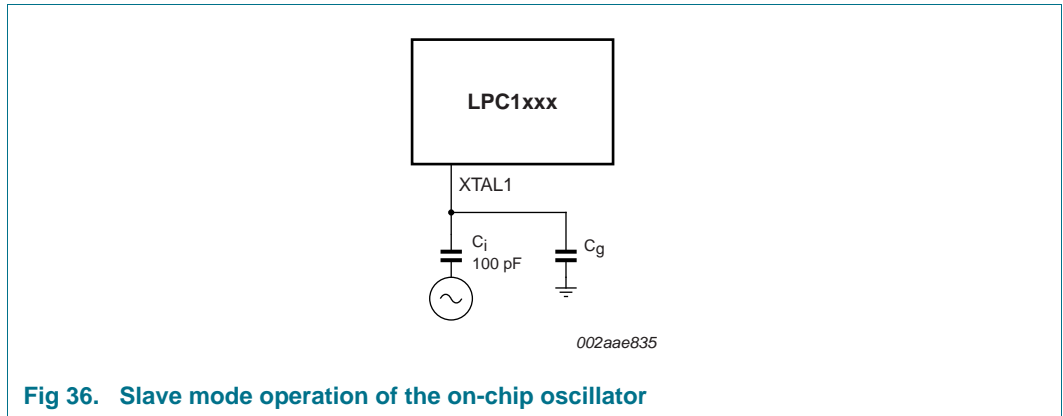 LPC1xxx
XTAL1
Ci
100 pF
Cg
002aae835
Fig 36. Slave mode operation of the on-chip oscillator